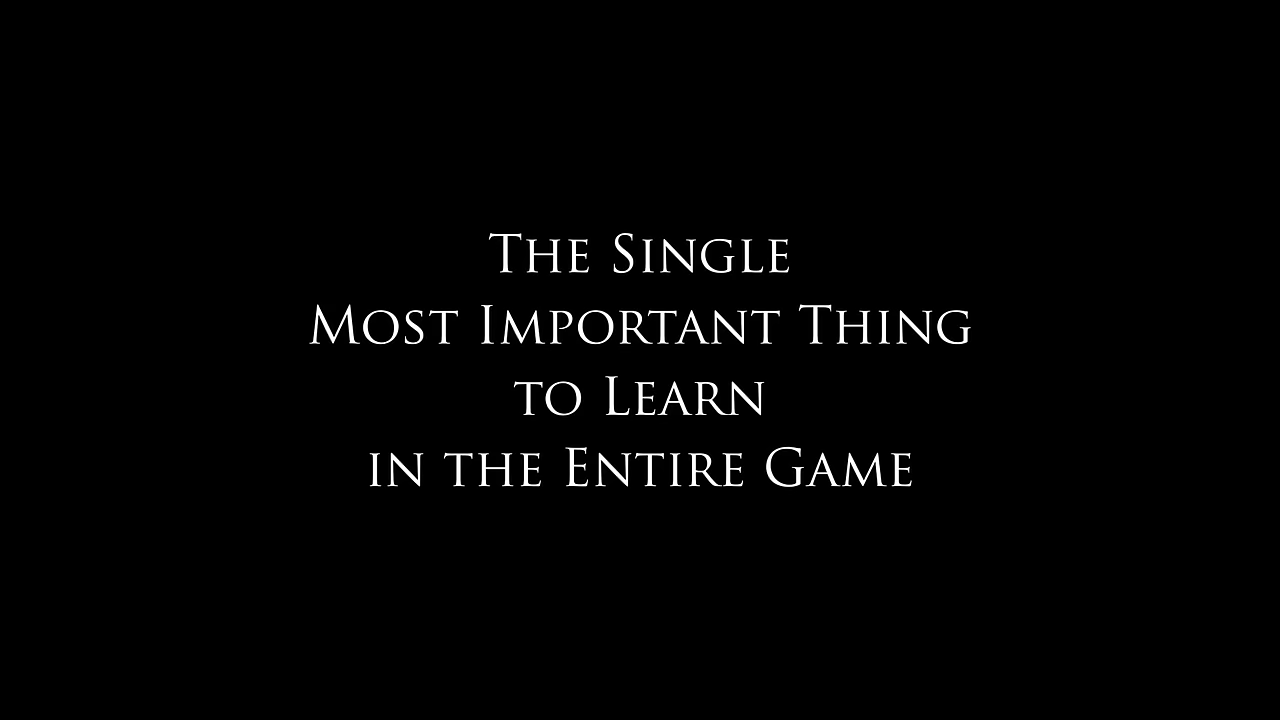 The Single
Most Important Thing
to Learn
in the Entire Game